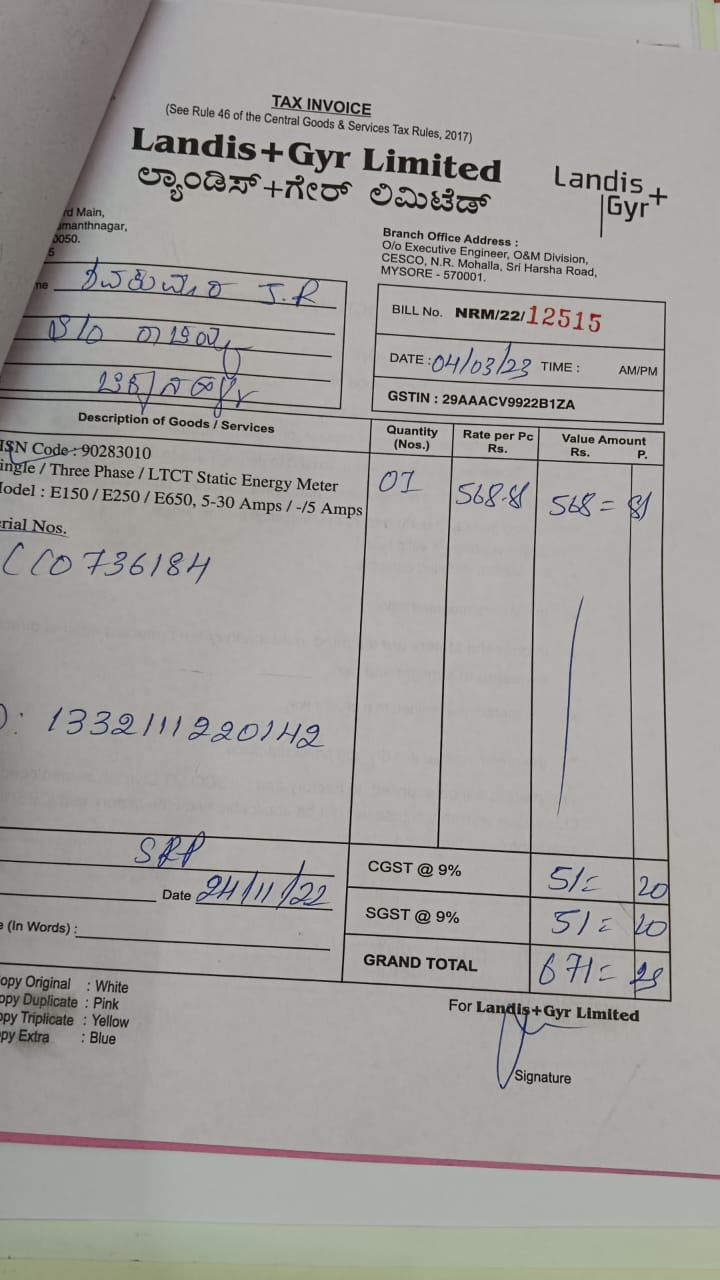 TAX INVOICE
(See Rule 46 of the Central Goods & Services Tax Rules, 2017)
Landis+Gyr Limited
ಲ್ಯಾಂಡಿಸ್+ಗೇರ್ ಲಿಮಿಟೆಡ್
Landis+
Gyr
rd Main,
manthnagar,
0050.
5
Branch Office Address :
O/o Executive Engineer, O&M Division,
CESCO, N.R. Mohalla, Sri Harsha Road,
MYSORE - 570001.
ಶಿವಕುಮಾರ J.R
S/o
BILL No. NRM/22/12515
DATE : 04/03/23 TIME : AM/PM
GSTIN : 29AAACV9922B1ZA
Description of Goods / Services
Quantity (Nos.)
Rate per Pc Rs.
Value Amount Rs. P.
ISN Code : 90283010
ingle / Three Phase / LTCT Static Energy Meter
Model : E150 / E250 / E650, 5-30 Amps / -/5 Amps
01 568.81 568=81
erial Nos.
CC0736184
: 1332111220142
SRP
Date 24/11/22
CGST @ 9% 51= 20
SGST @ 9% 51= 20
e (In Words) :
GRAND TOTAL 671=
opy Original : White
opy Duplicate : Pink
opy Triplicate : Yellow
opy Extra : Blue
For Landis+Gyr Limited
Signature